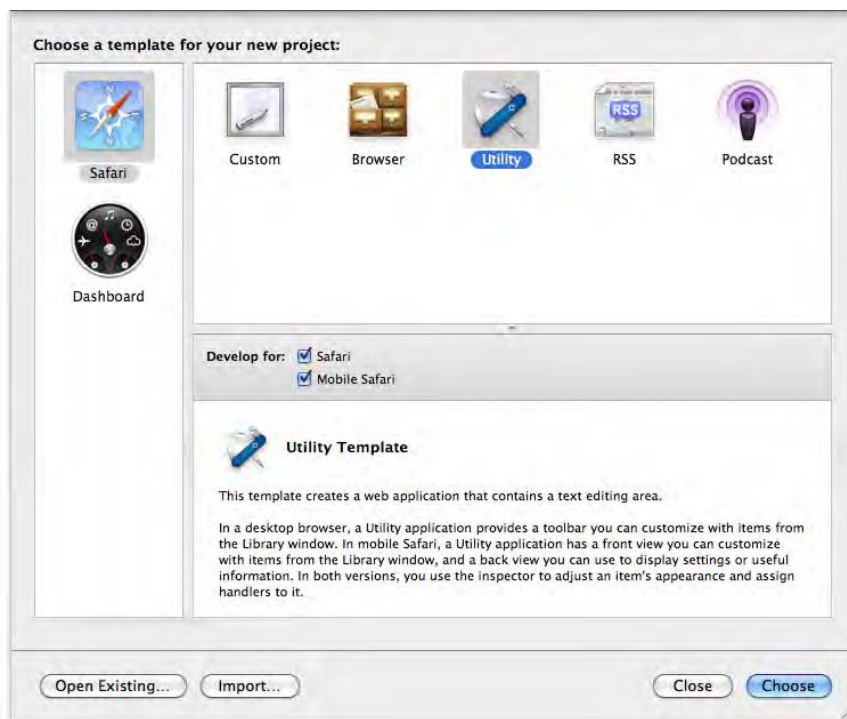 Choose a template for your new project:
Safari
Dashboard
Custom
Browser
Utility
RSS
RSS
Podcast
Develop for:
Safari
Mobile Safari
Utility Template
This template creates a web application that contains a text editing area.
In a desktop browser, a Utility application provides a toolbar you can customize with items from
the Library window. In mobile Safari, a Utility application has a front view you can customize
with items from the Library window, and a back view you can use to display settings or useful
information. In both versions, you use the inspector to adjust an item's appearance and assign
handlers to it.
Open Existing...
Import...
Close
Choose